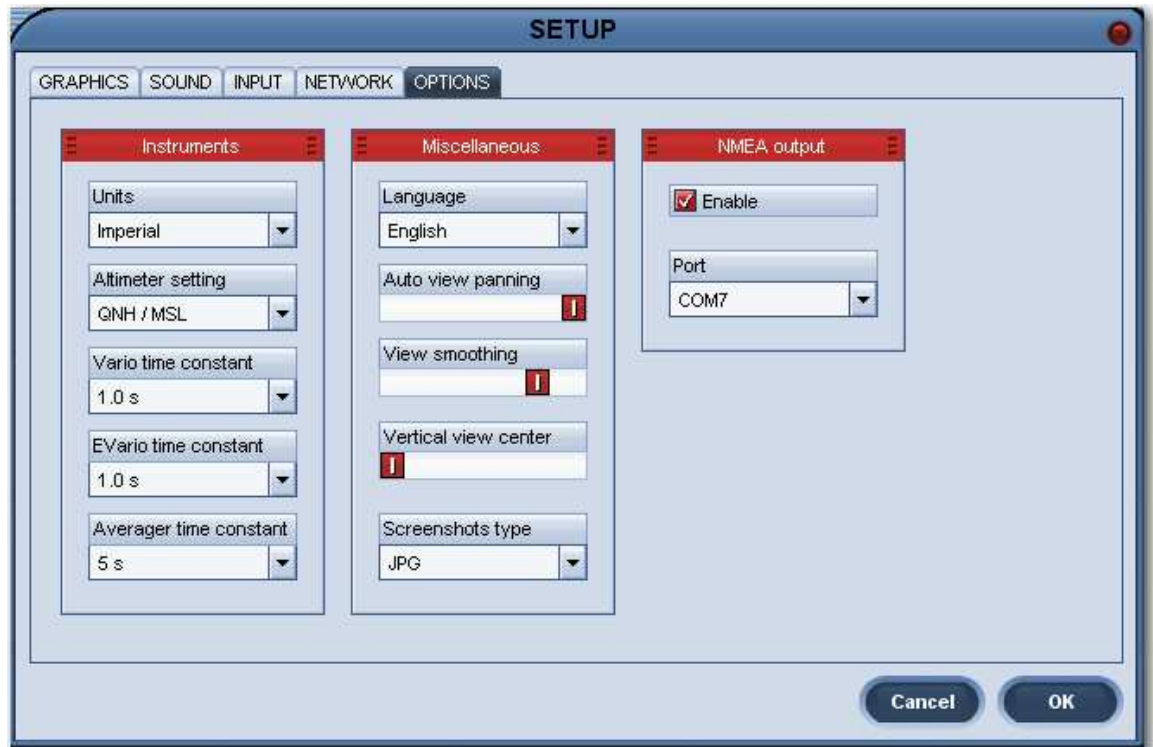 SETUP
GRAPHICS SOUND INPUT NETWORK OPTIONS
Instruments
Units
Imperial
Altimeter setting
QNH / MSL
Vario time constant
1.0 s
EVario time constant
1.0 s
Averager time constant
5 s
Miscellaneous
Language
English
Auto view panning
View smoothing
Vertical view center
Screenshots type
JPG
NMEA output
Enable
Port
COM7
Cancel OK